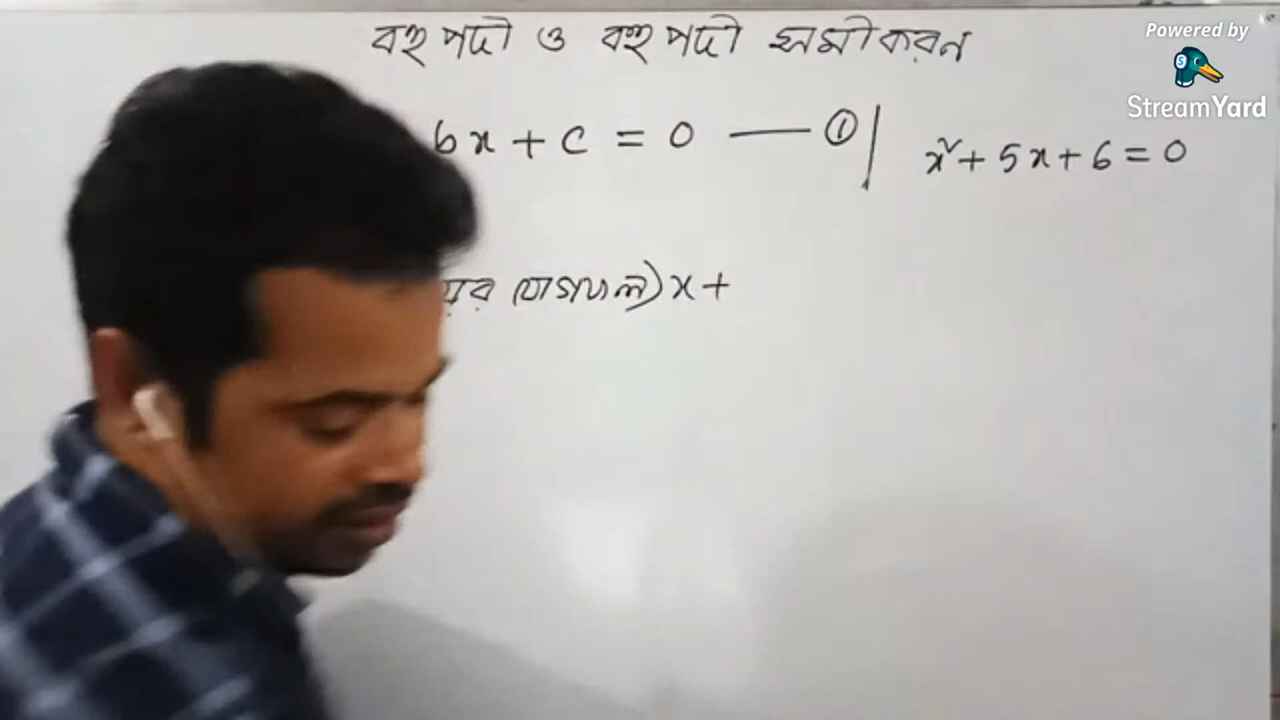 বহুপদী ও বহুপদী সমীকরন
bx + c = 0 —— ① | x² + 5x + 6 = 0
য়ের যোগফল) x +
Powered by
StreamYard